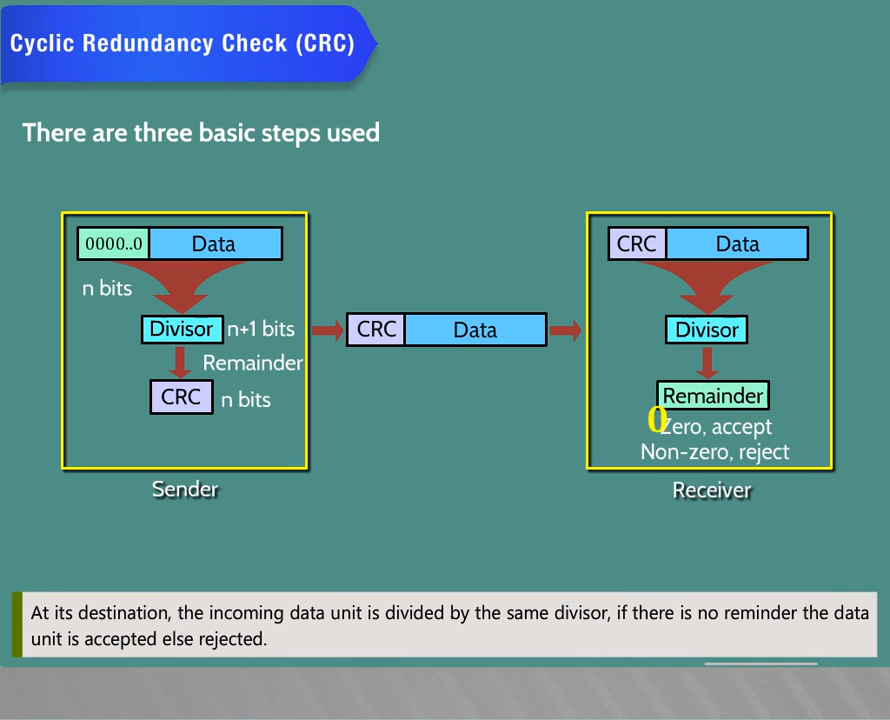 Cyclic Redundancy Check (CRC)
There are three basic steps used
0000..0 Data
n bits
Divisor n+1 bits
Remainder
CRC n bits
Sender
CRC Data
CRC Data
Divisor
Remainder
0
Zero, accept
Non-zero, reject
Receiver
At its destination, the incoming data unit is divided by the same divisor, if there is no reminder the data
unit is accepted else rejected.